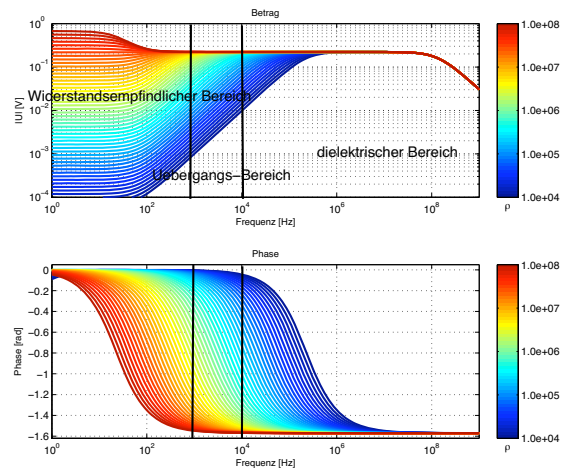 Betrag
10^0
10^-1
10^-2
10^-3
10^-4
|U| [V]
Widerstandsempfindlicher Bereich
dielektrischer Bereich
Uebergangs-Bereich
10^0 10^2 10^4 10^6 10^8
Frequenz [Hz]
1.0e+08
1.0e+07
1.0e+06
1.0e+05
1.0e+04
ρ
Phase
0
−0.2
−0.4
−0.6
−0.8
−1
−1.2
−1.4
−1.6
Phase [rad]
10^0 10^2 10^4 10^6 10^8
Frequenz [Hz]
1.0e+08
1.0e+07
1.0e+06
1.0e+05
1.0e+04
ρ